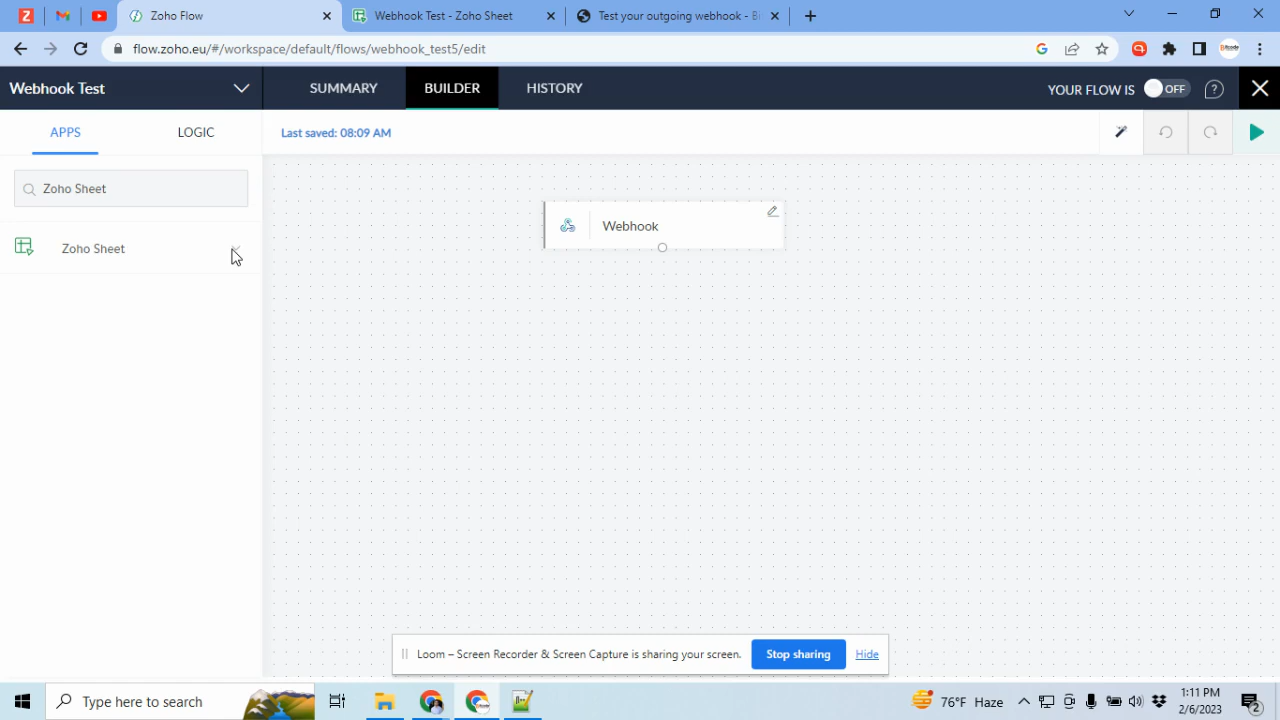 Zoho Flow
Webhook Test - Zoho Sheet
Test your outgoing webhook - B
flow.zoho.eu/#/workspace/default/flows/webhook_test5/edit
Webhook Test
SUMMARY
BUILDER
HISTORY
YOUR FLOW IS
OFF
?
APPS
LOGIC
Last saved: 08:09 AM
Zoho Sheet
Zoho Sheet
Webhook
Loom – Screen Recorder & Screen Capture is sharing your screen.
Stop sharing
Hide
Type here to search
76°F Haze
1:11 PM
2/6/2023
2